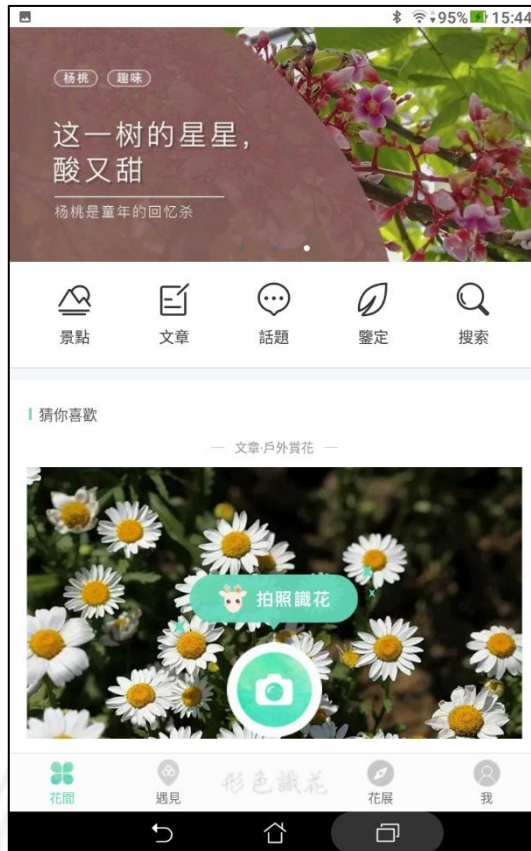 95% 15:44
杨桃 趣味
这一树的星星,
酸又甜
杨桃是童年的回忆杀
景點 文章 話題 鑒定 搜索
猜你喜歡
文章·戶外賞花
拍照識花
形色識花
花間 遇見 花展 我